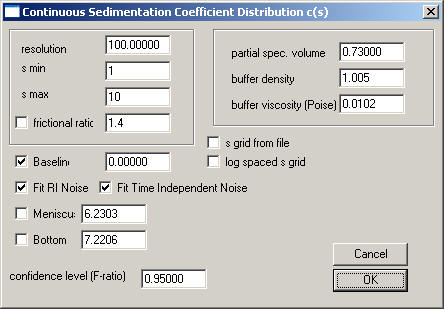 Continuous Sedimentation Coefficient Distribution c(s)
resolution 100.00000
s min 1
s max 10
frictional ratio 1.4
partial spec. volume 0.73000
buffer density 1.005
buffer viscosity (Poise) 0.0102
s grid from file
log spaced s grid
Baseline 0.00000
Fit RI Noise Fit Time Independent Noise
Meniscu: 6.2303
Bottom 7.2206
confidence level (F-ratio) 0.95000
Cancel
OK